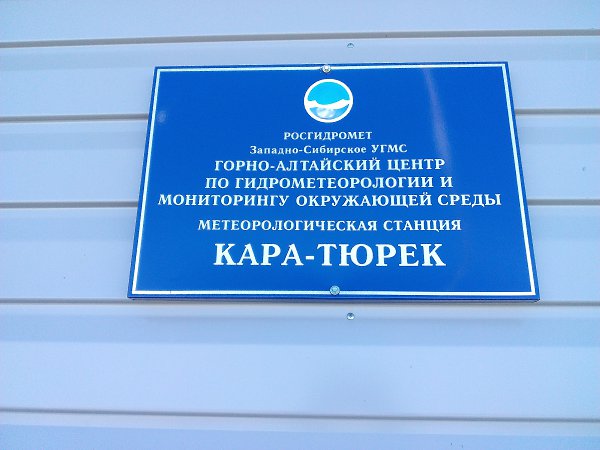 РОСГИДРОМЕТ
Западно-Сибирское УГМС
ГОРНО-АЛТАЙСКИЙ ЦЕНТР
ПО ГИДРОМЕТЕОРОЛОГИИ И
МОНИТОРИНГУ ОКРУЖАЮЩЕЙ СРЕДЫ
МЕТЕОРОЛОГИЧЕСКАЯ СТАНЦИЯ
КАРА-ТЮРЕК